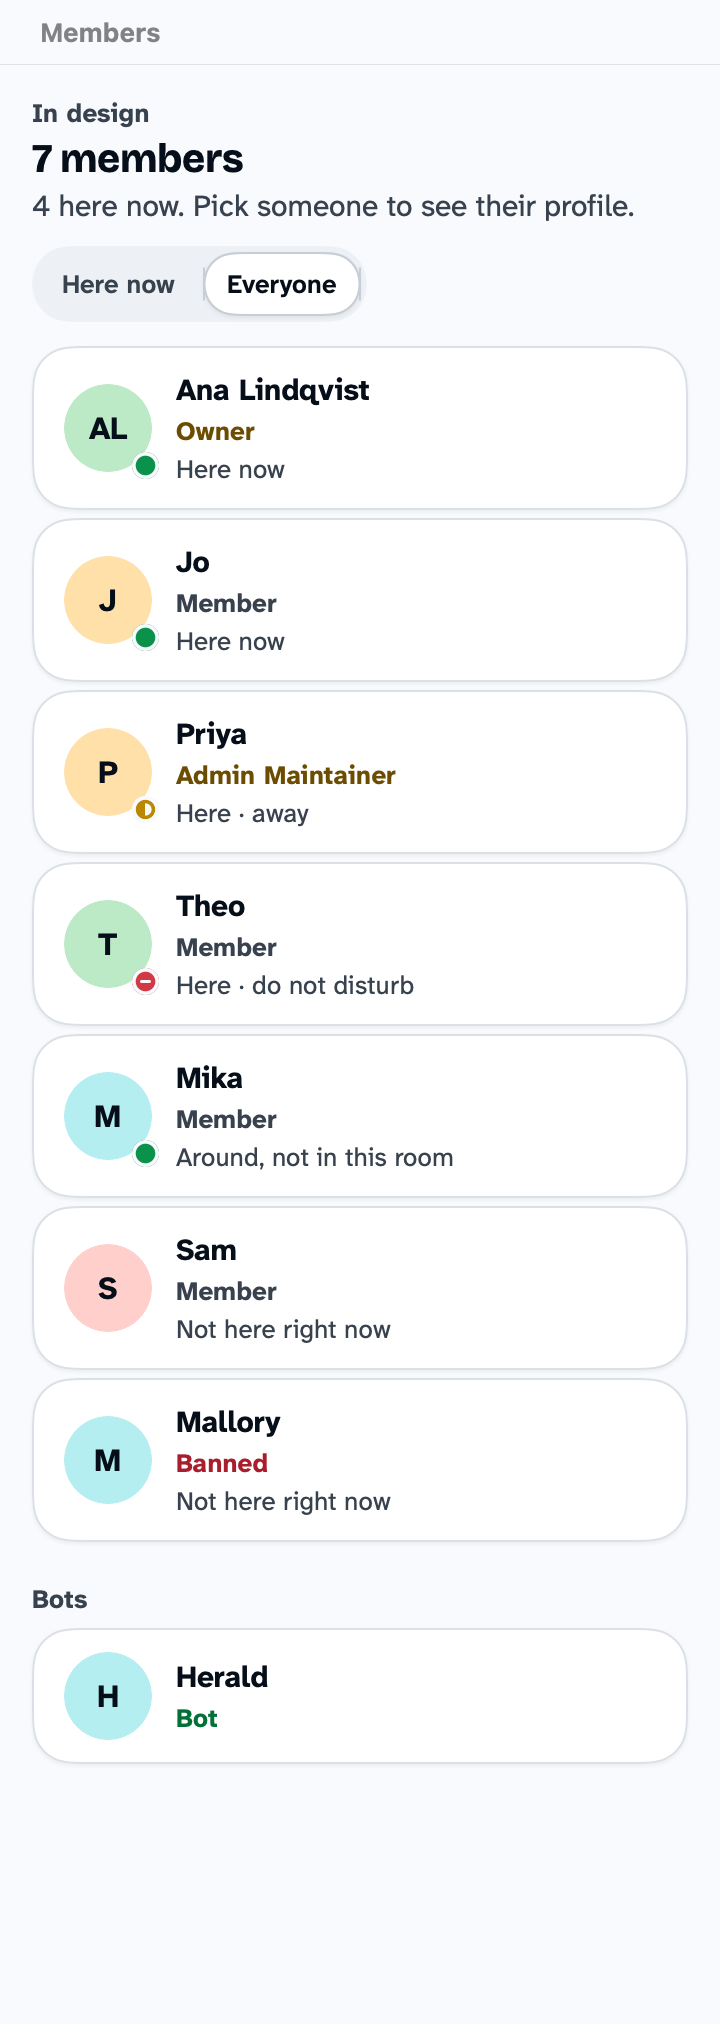 Members
In design
7 members
4 here now. Pick someone to see their profile.
Here now
Everyone
AL
Ana Lindqvist
Owner
Here now
J
Jo
Member
Here now
P
Priya
Admin Maintainer
Here · away
T
Theo
Member
Here · do not disturb
M
Mika
Member
Around, not in this room
S
Sam
Member
Not here right now
M
Mallory
Banned
Not here right now
Bots
H
Herald
Bot